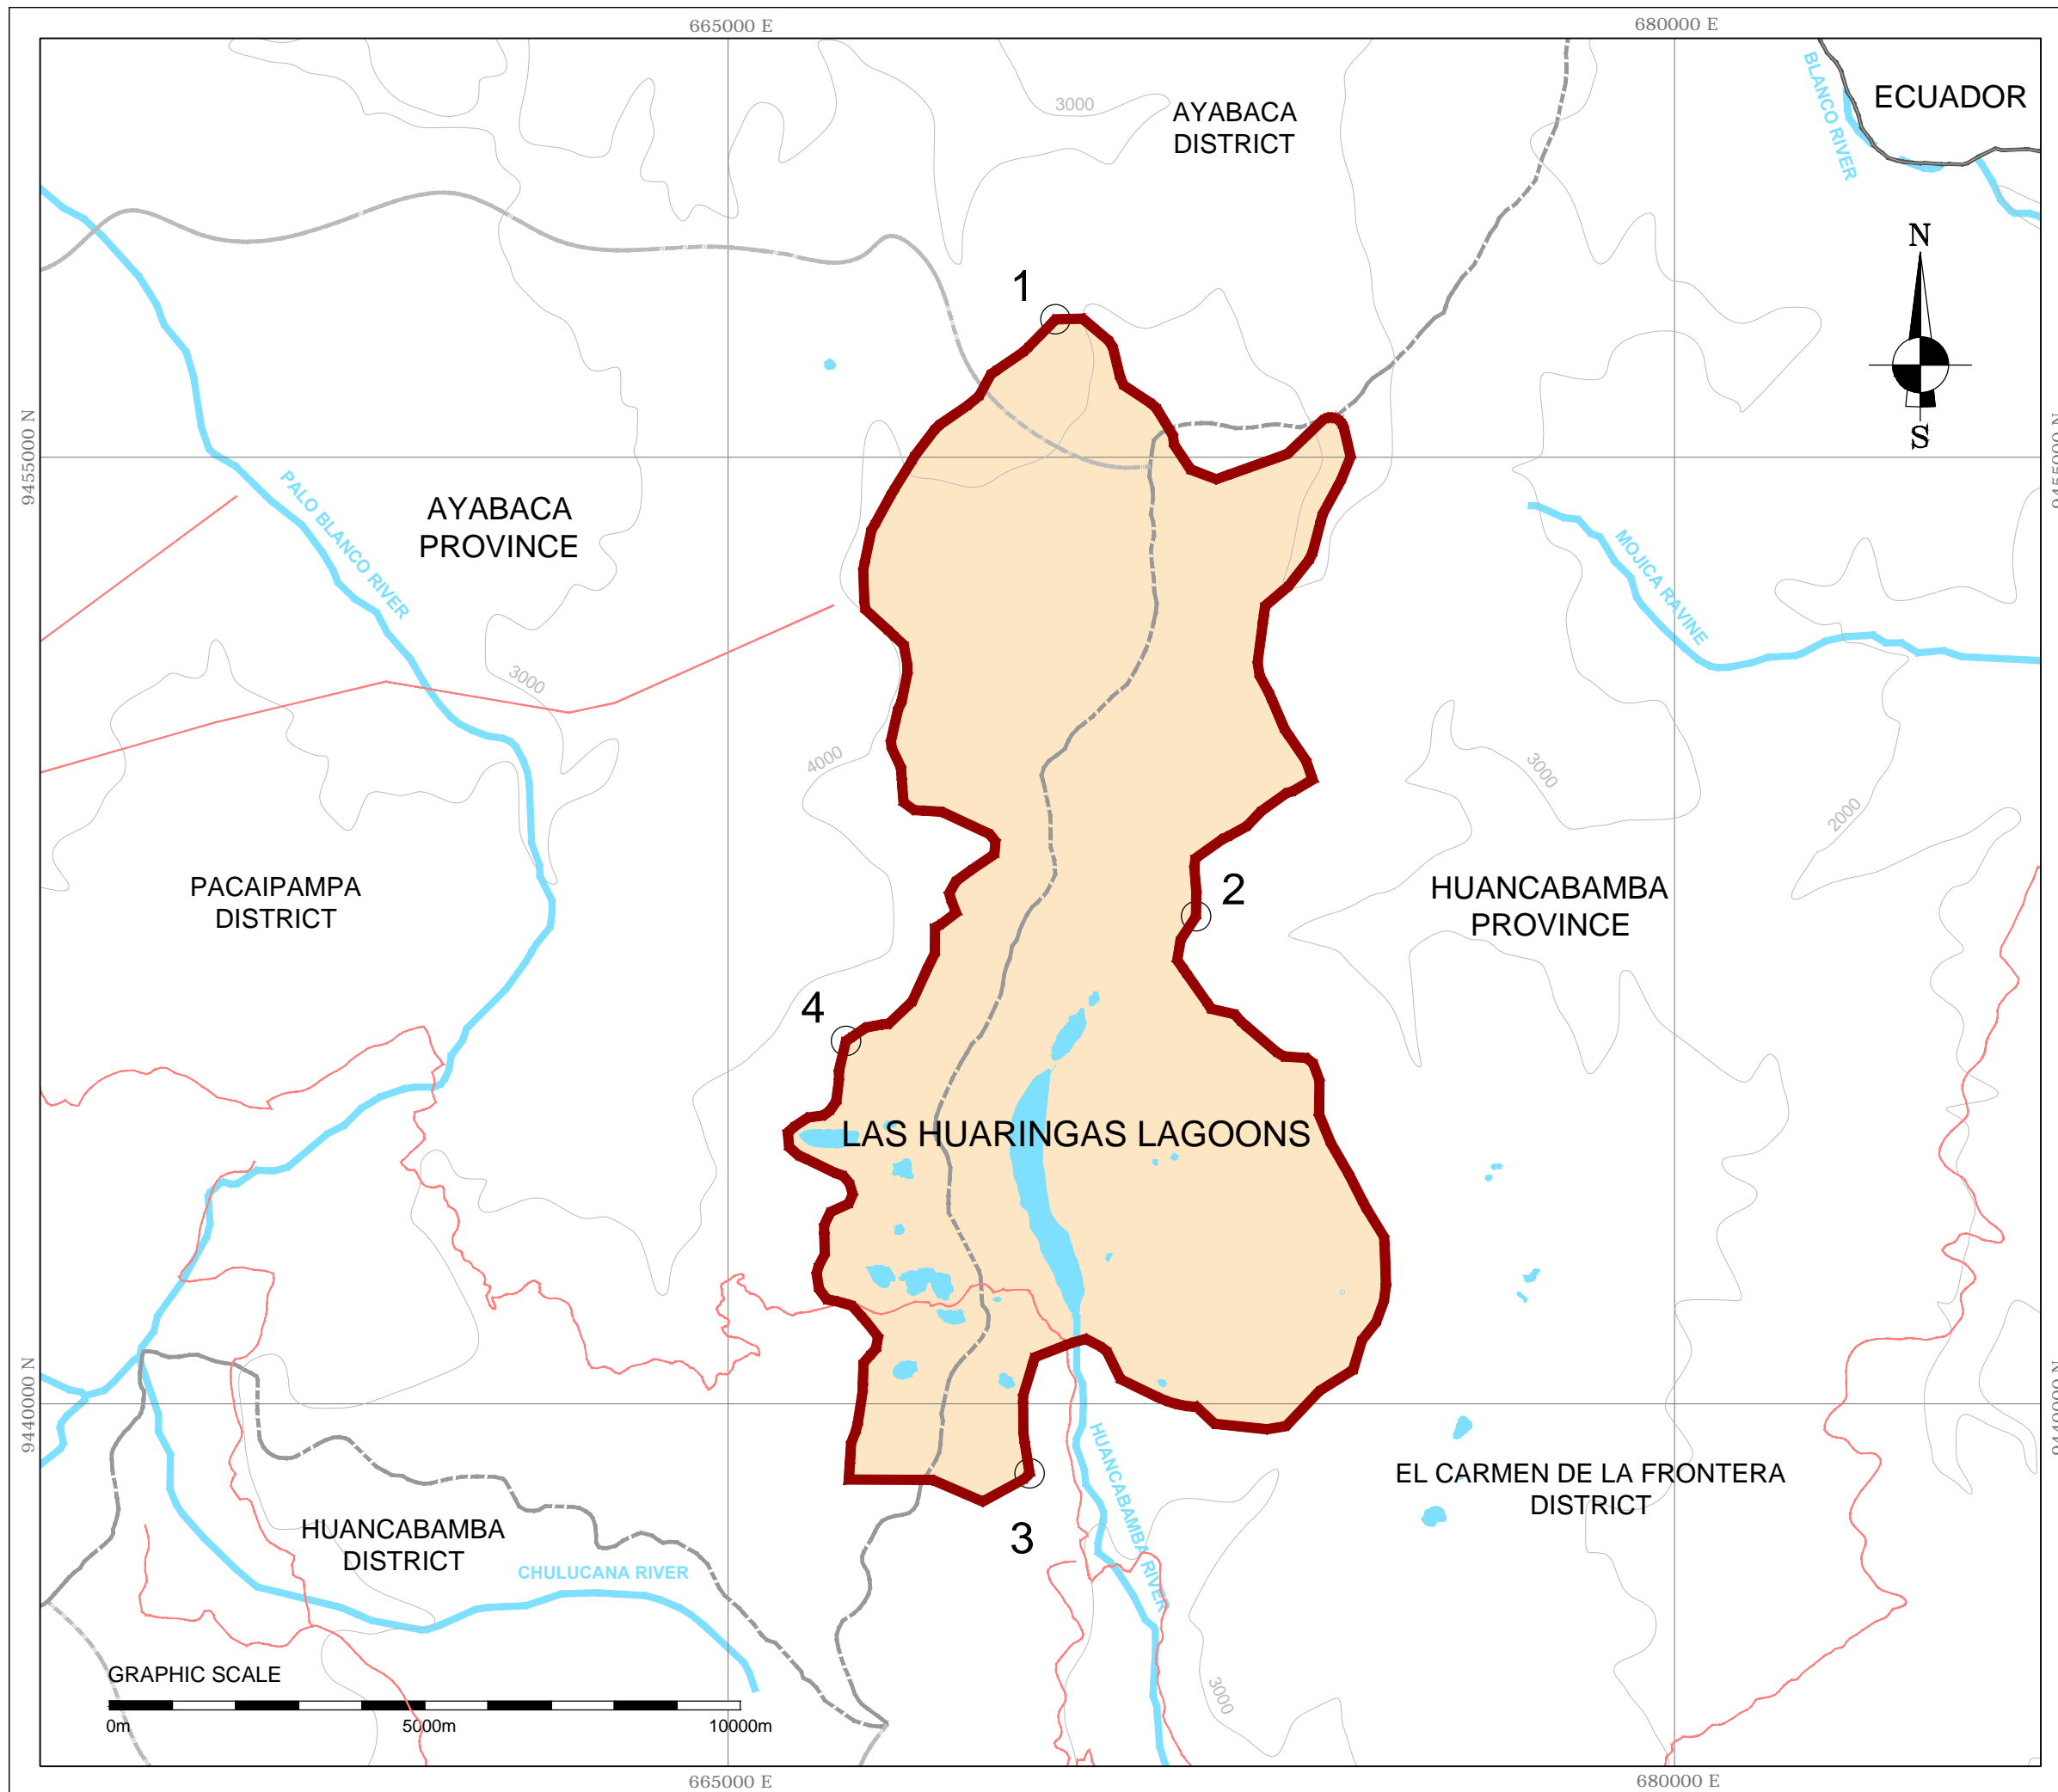 665000 E
680000 E
BLANCO RIVER
ECUADOR
3000
AYABACA
DISTRICT
N
S
1
9455000 N
9455000 N
PALO BLANCO RIVER
AYABACA
PROVINCE
MOJICA RAVINE
3000
4000
3000
2000
PACAIPAMPA
DISTRICT
2
HUANCABAMBA
PROVINCE
4
LAS HUARINGAS LAGOONS
9440000 N
9440000 N
HUANCABAMBA RIVER
EL CARMEN DE LA FRONTERA
DISTRICT
3
HUANCABAMBA
DISTRICT
CHULUCANA RIVER
3000
GRAPHIC SCALE
0m
5000m
10000m
665000 E
680000 E